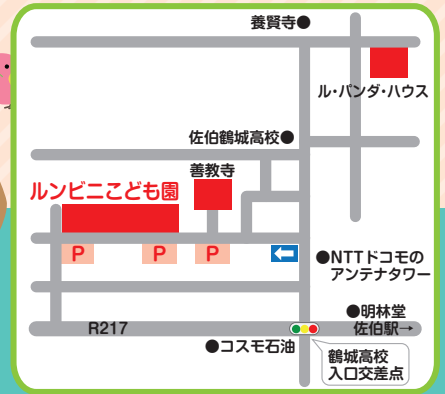 養賢寺●
ル・パンダ・ハウス
佐伯鶴城高校●
善教寺
ルンビニこども園
P
P
P
←
●NTTドコモの
アンテナタワー
●明林堂
佐伯駅→
R217
●コスモ石油
鶴城高校
入口交差点